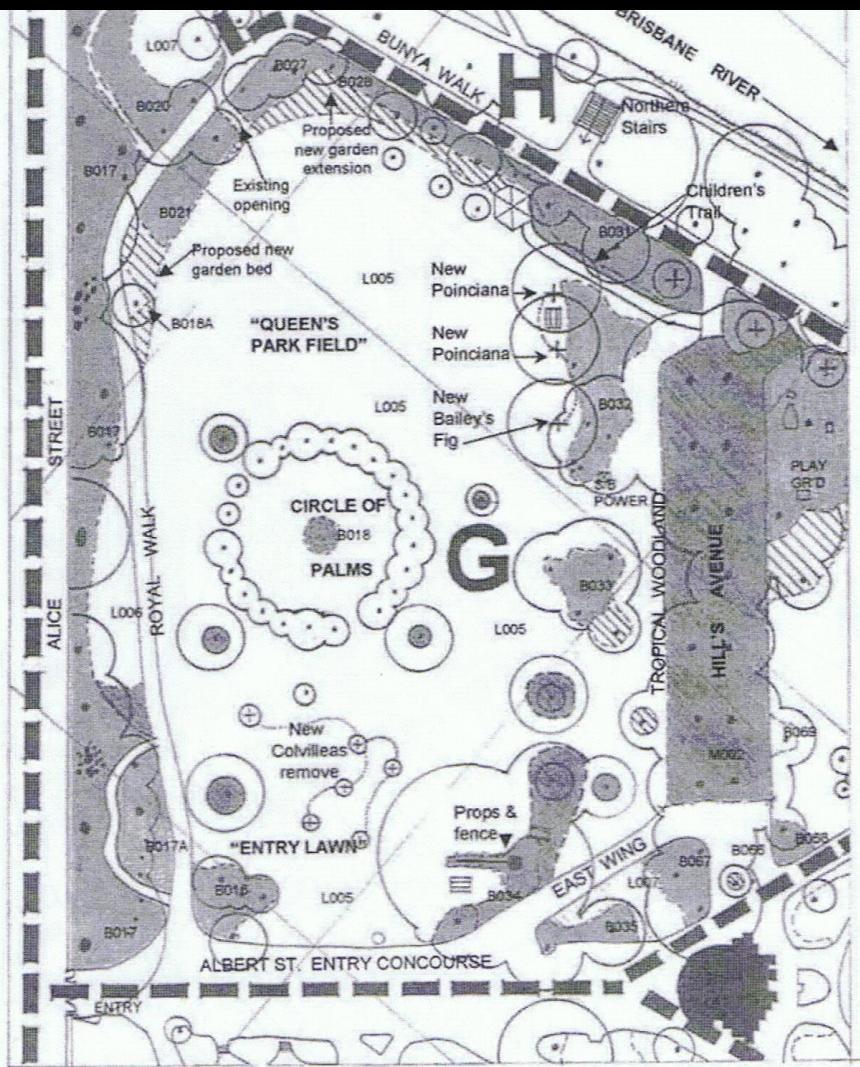 BRISBANE RIVER
BUNYA WALK
H
L007
B027
B028
B020
Northern
Stairs
Proposed
new garden
extension
B017
Existing
opening
Children's
Trail
B021
B031
Proposed new
garden bed
L005
New
Poinciana
B018A
"QUEEN'S
PARK FIELD"
New
Poinciana
L005
New
Bailey's
Fig
B032
B017
ALICE STREET
ROYAL WALK
PLAY
GR'D
S/B
POWER
CIRCLE OF
PALMS
B018
G
TROPICAL WOODLAND
HILL'S AVENUE
B033
L006
L005
New
Colvilleas
remove
B069
M002
Props &
fence
B017A
"ENTRY LAWN"
EAST WING
B067
B066
B068
B016
L005
L007
B034
B035
B017
ALBERT ST. ENTRY CONCOURSE
ENTRY